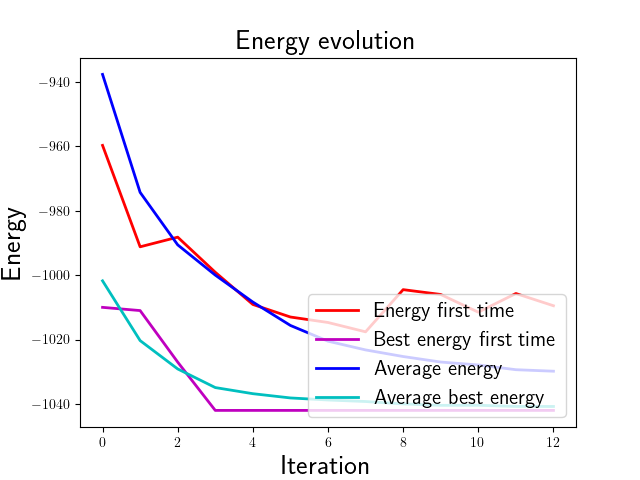 Energy evolution
Energy
−940
−960
−980
−1000
−1020
−1040
Energy first time
Best energy first time
Average energy
Average best energy
0 2 4 6 8 10 12
Iteration